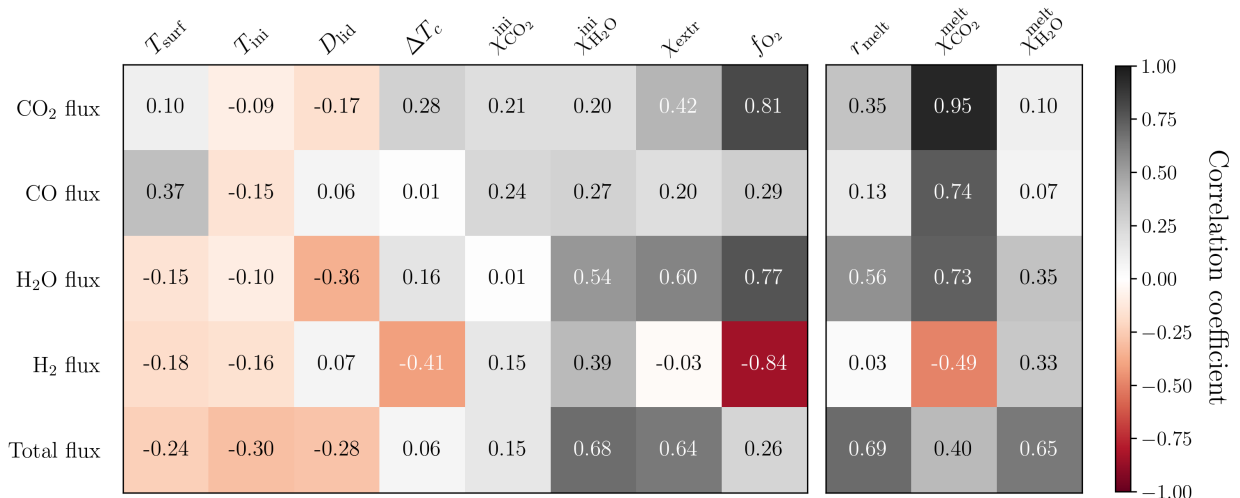 T_surf T_ini D_lid ΔT_c χ^ini_CO₂ χ^ini_H₂O χ_extr f_O₂ r_melt χ^melt_CO₂ χ^melt_H₂O
CO₂ flux 0.10 -0.09 -0.17 0.28 0.21 0.20 0.42 0.81 0.35 0.95 0.10
CO flux 0.37 -0.15 0.06 0.01 0.24 0.27 0.20 0.29 0.13 0.74 0.07
H₂O flux -0.15 -0.10 -0.36 0.16 0.01 0.54 0.60 0.77 0.56 0.73 0.35
H₂ flux -0.18 -0.16 0.07 -0.41 0.15 0.39 -0.03 -0.84 0.03 -0.49 0.33
Total flux -0.24 -0.30 -0.28 0.06 0.15 0.68 0.64 0.26 0.69 0.40 0.65
1.00
0.75
0.50
0.25
0.00
−0.25
−0.50
−0.75
−1.00
Correlation coefficient